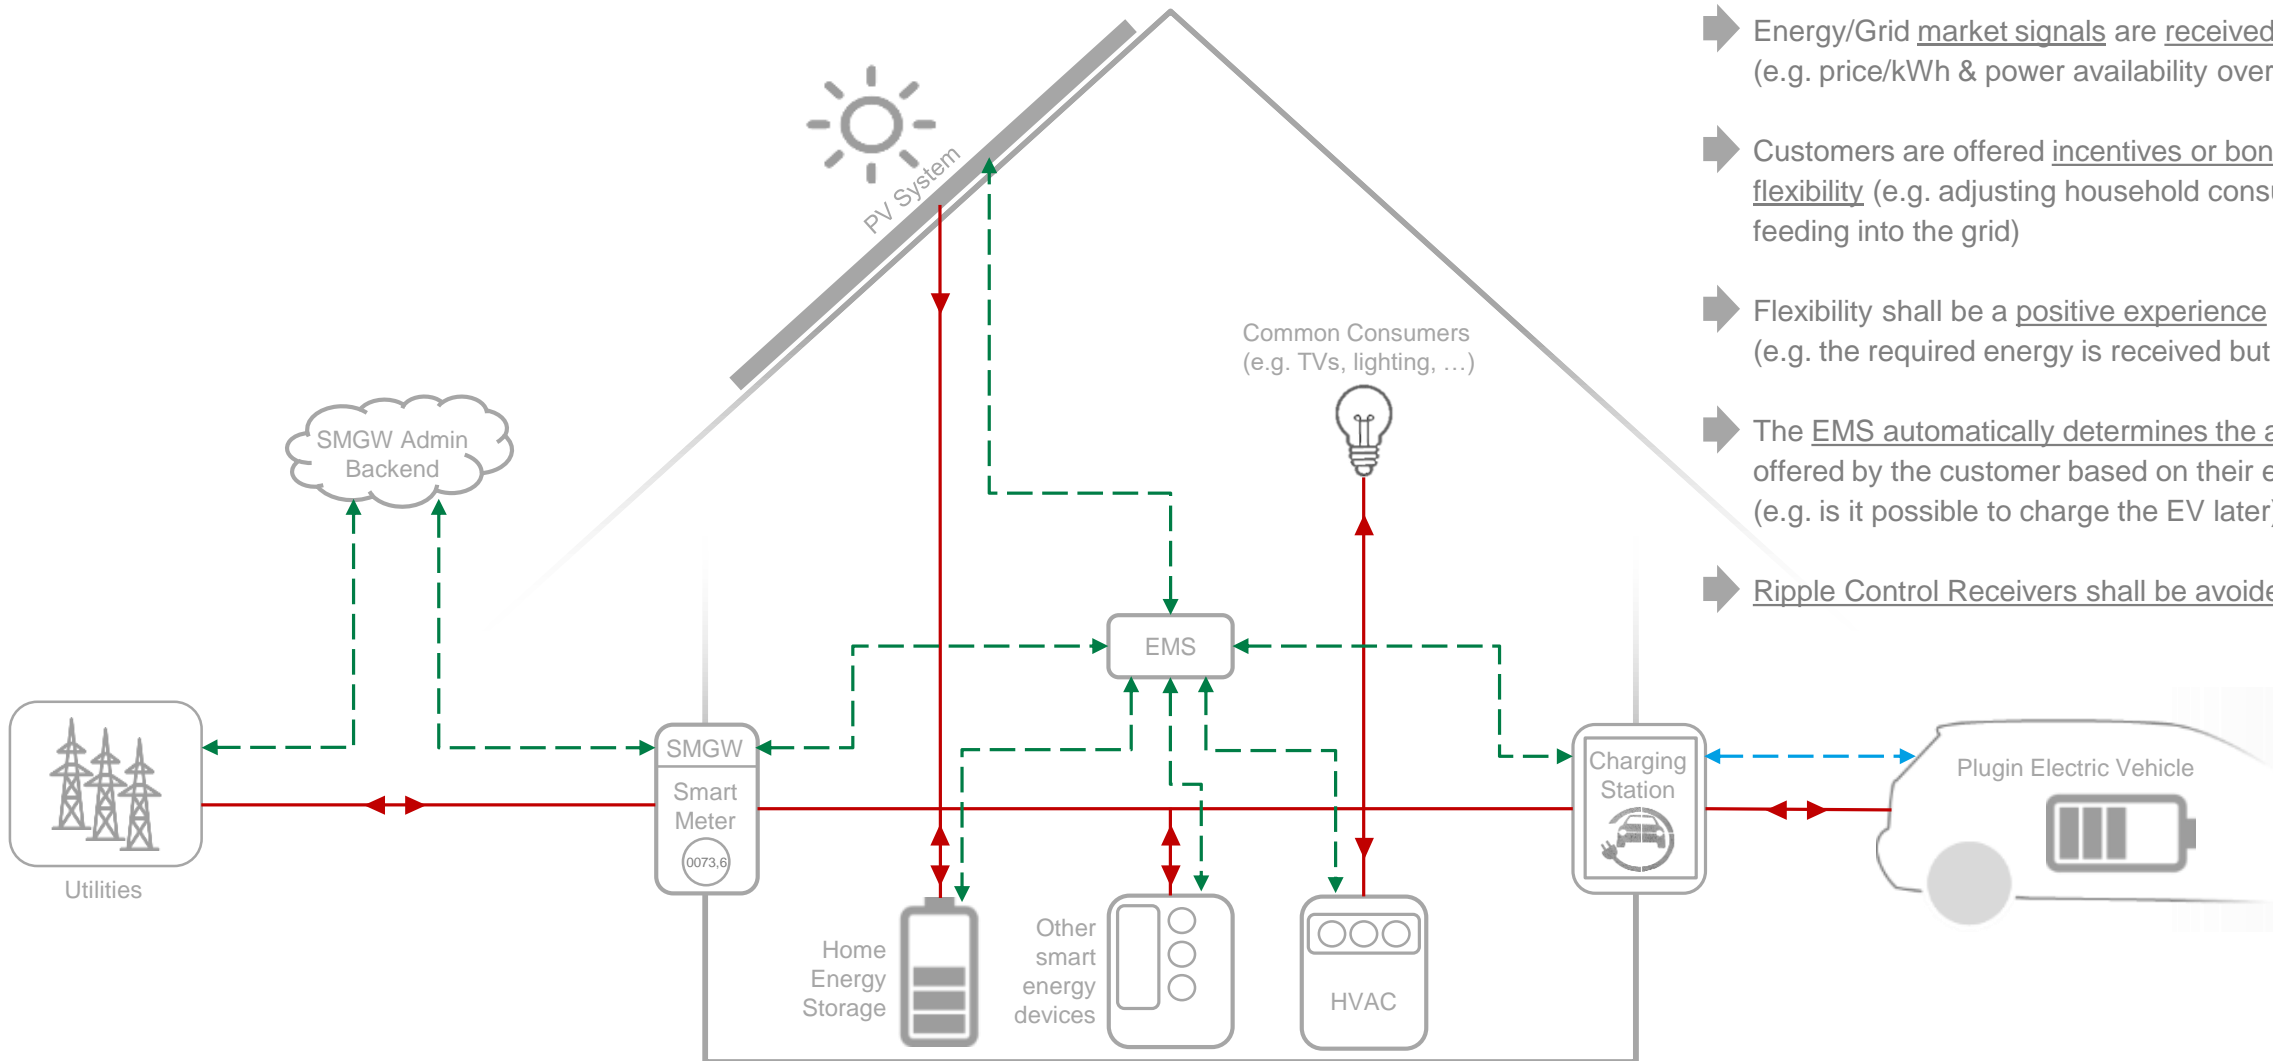 Energy/Grid market signals are received
(e.g. price/kWh & power availability over
Customers are offered incentives or bon
flexibility (e.g. adjusting household consu
feeding into the grid)
Flexibility shall be a positive experience
(e.g. the required energy is received but
The EMS automatically determines the a
offered by the customer based on their e
(e.g. is it possible to charge the EV later)
Ripple Control Receivers shall be avoide
PV System
Common Consumers
(e.g. TVs, lighting, …)
SMGW Admin
Backend
EMS
SMGW
Smart
Meter
0073,6
Utilities
Charging
Station
Plugin Electric Vehicle
Home
Energy
Storage
Other
smart
energy
devices
HVAC